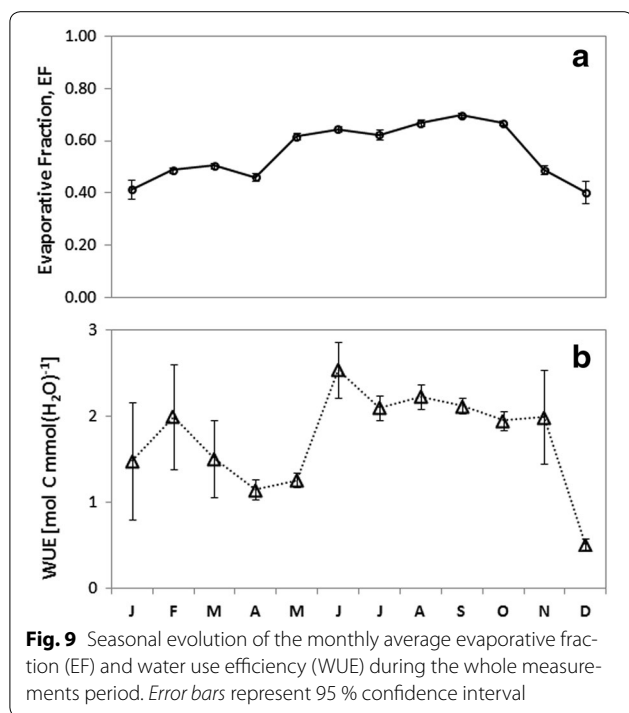 1.00
a
0.80
0.60
0.40
0.20
0.00
Evaporative Fraction, EF
3
b
2
1
0
WUE [mol C mmol(H₂O)⁻¹
J F M A M J J A S O N D
Fig. 9 Seasonal evolution of the monthly average evaporative frac-
tion (EF) and water use efficiency (WUE) during the whole measure-
ments period. Error bars represent 95 % confidence interval